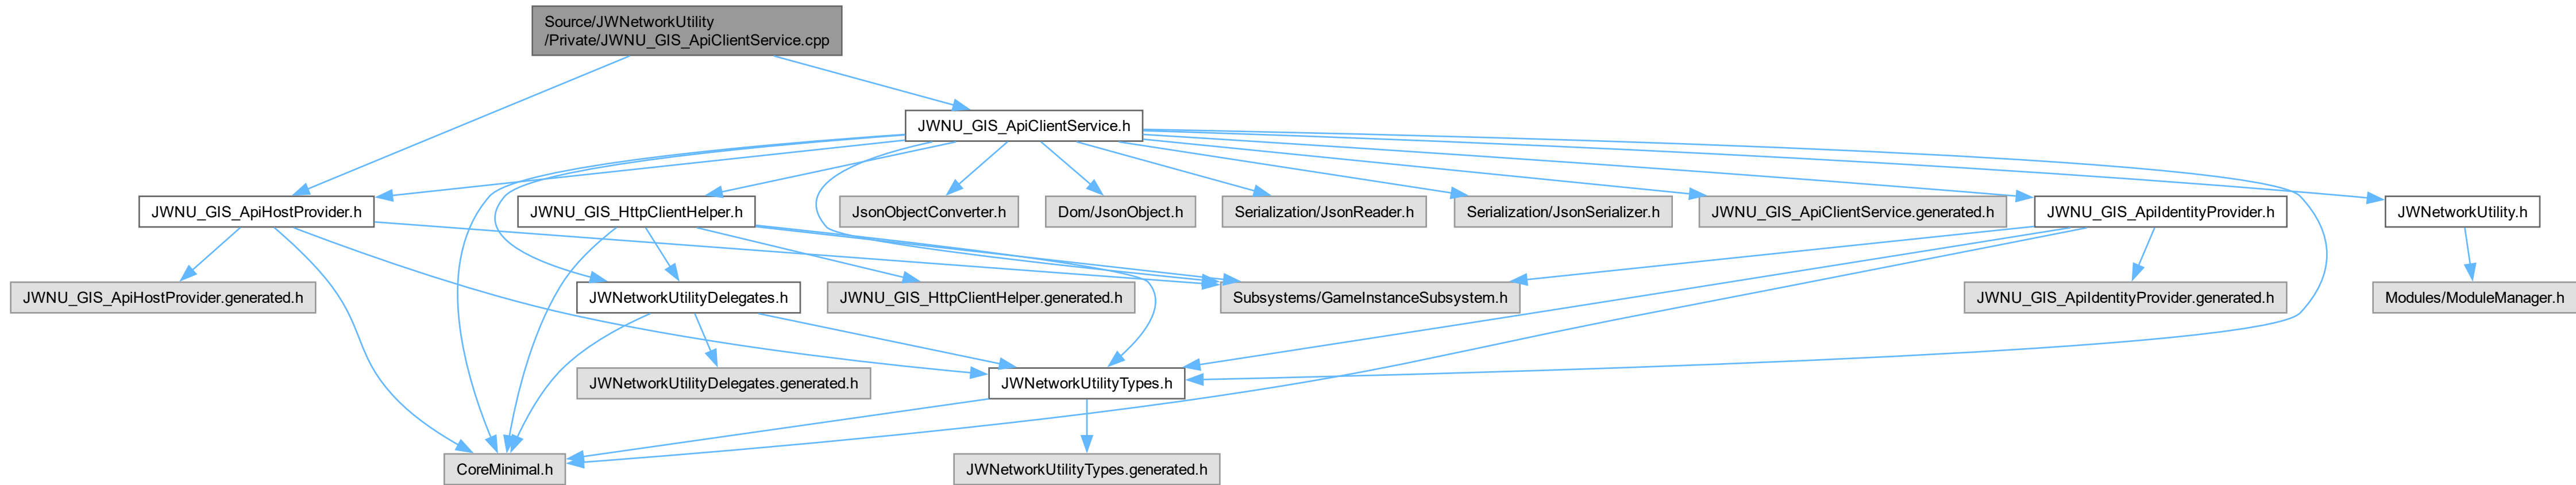 Source/JWNetworkUtility
/Private/JWNU_GIS_ApiClientService.cpp
JWNU_GIS_ApiClientService.h
JWNU_GIS_ApiHostProvider.h
JWNU_GIS_HttpClientHelper.h
JsonObjectConverter.h
Dom/JsonObject.h
Serialization/JsonReader.h
Serialization/JsonSerializer.h
JWNU_GIS_ApiClientService.generated.h
JWNU_GIS_ApiIdentityProvider.h
JWNetworkUtility.h
JWNU_GIS_ApiHostProvider.generated.h
JWNetworkUtilityDelegates.h
JWNU_GIS_HttpClientHelper.generated.h
Subsystems/GameInstanceSubsystem.h
JWNU_GIS_ApiIdentityProvider.generated.h
Modules/ModuleManager.h
JWNetworkUtilityDelegates.generated.h
JWNetworkUtilityTypes.h
CoreMinimal.h
JWNetworkUtilityTypes.generated.h